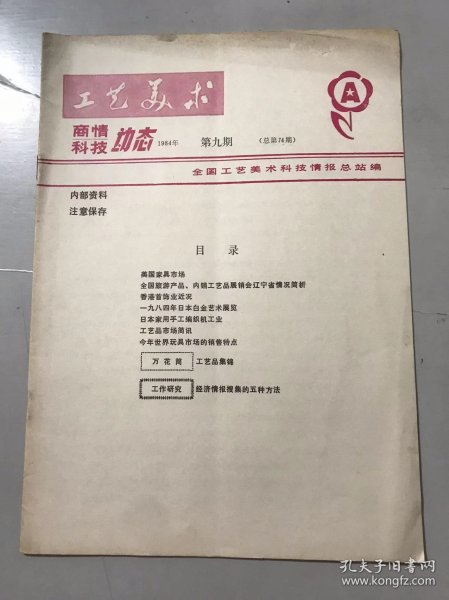 工艺美术
商情
科技
动态
1984年
第九期
(总第74期)
A
全国工艺美术科技情报总站编
内部资料
注意保存
目录
美国家具市场
全国旅游产品、内销工艺品展销会辽宁省情况简析
香港首饰业近况
一九八四年日本白金艺术展览
日本家用手工编织机工业
工艺品市场简讯
今年世界玩具市场的销售特点
万花筒 工艺品集锦
工作研究 经济情报搜集的五种方法
孔夫子旧书网
www.kongfz.com